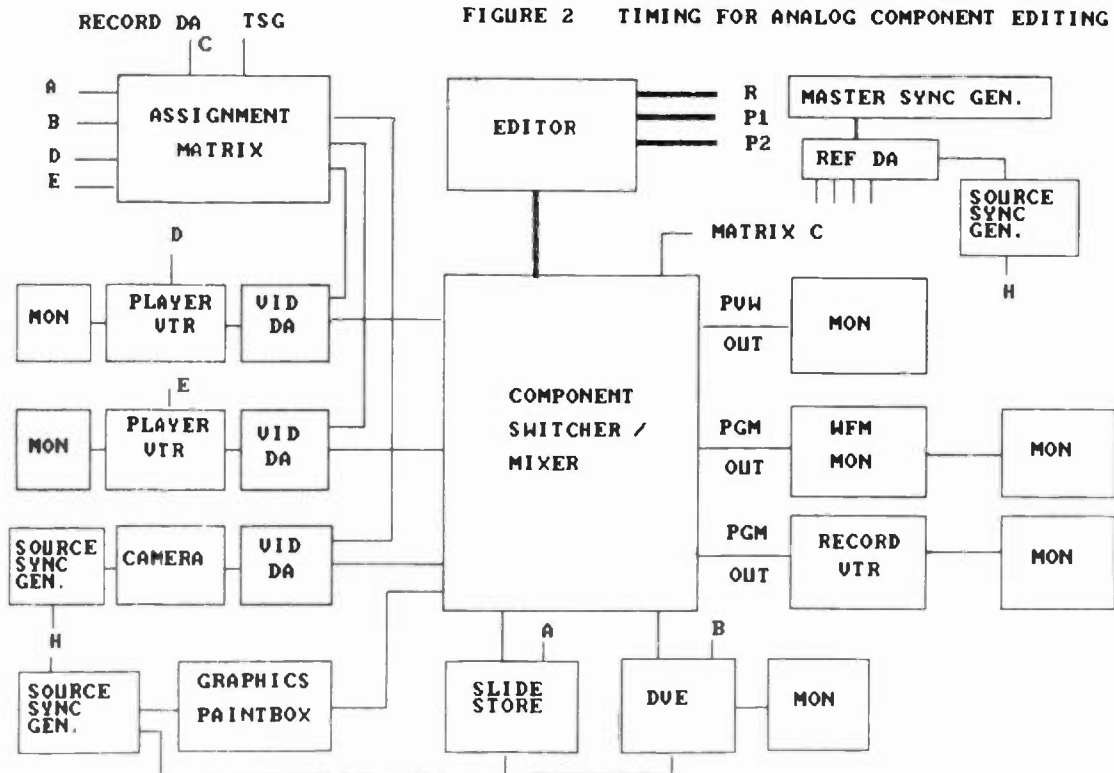 FIGURE 2 TIMING FOR ANALOG COMPONENT EDITING
RECORD DA
C
TSG
A
B
D
E
ASSIGNMENT
MATRIX
EDITOR
R
P1
P2
MASTER SYNC GEN.
REF DA
SOURCE
SYNC
GEN.
H
MATRIX C
D
MON
PLAYER
VTR
VID
DA
E
MON
PLAYER
VTR
VID
DA
SOURCE
SYNC
GEN.
CAMERA
VID
DA
H
SOURCE
SYNC
GEN.
GRAPHICS
PAINTBOX
COMPONENT
SWITCHER /
MIXER
PVW
OUT
MON
PGM
OUT
WFM
MON
MON
PGM
OUT
RECORD
VTR
MON
A
SLIDE
STORE
B
DVE
MON